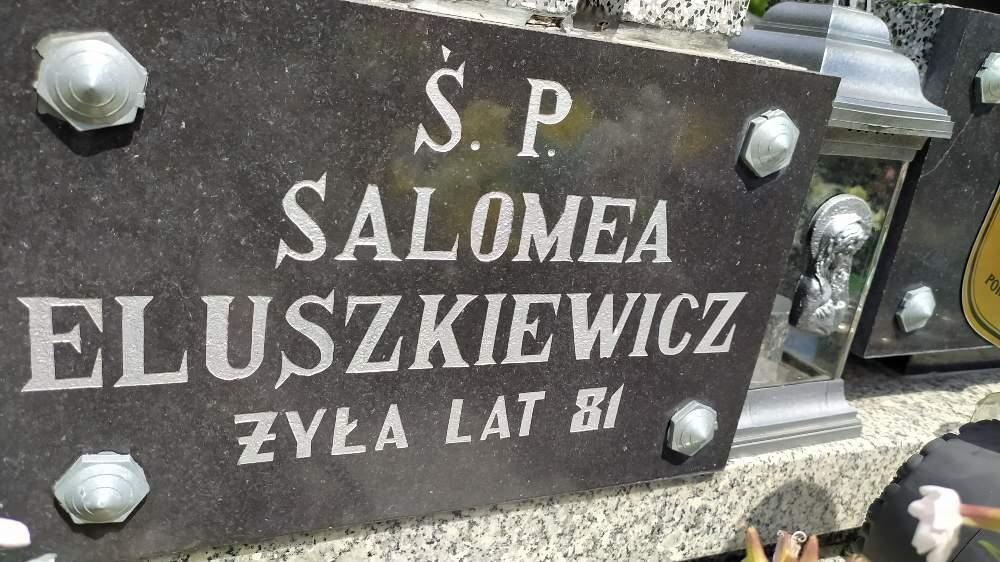 Ś. P.
SALOMEA
ELUSZKIEWICZ
ŻYŁA LAT 81